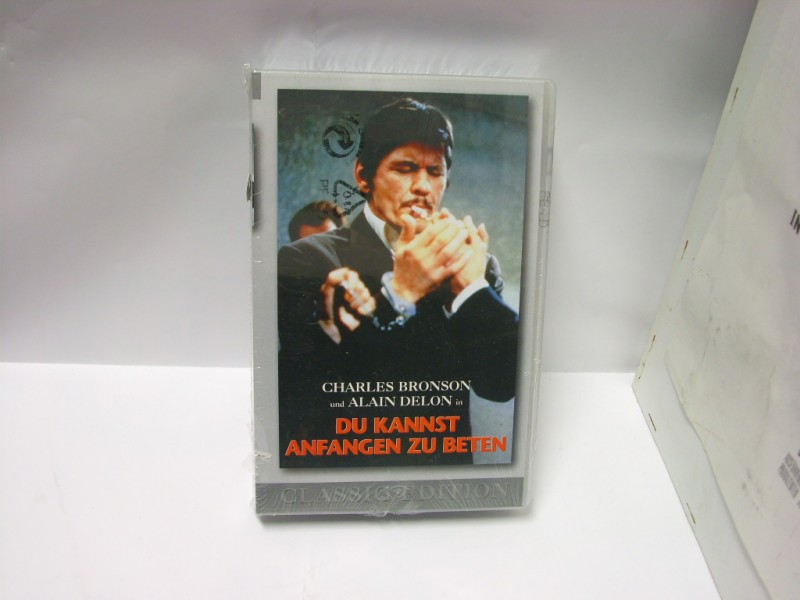 CHARLES BRONSON
und ALAIN DELON in
DU KANNST
ANFANGEN ZU BETEN
CLASSIC EDITION